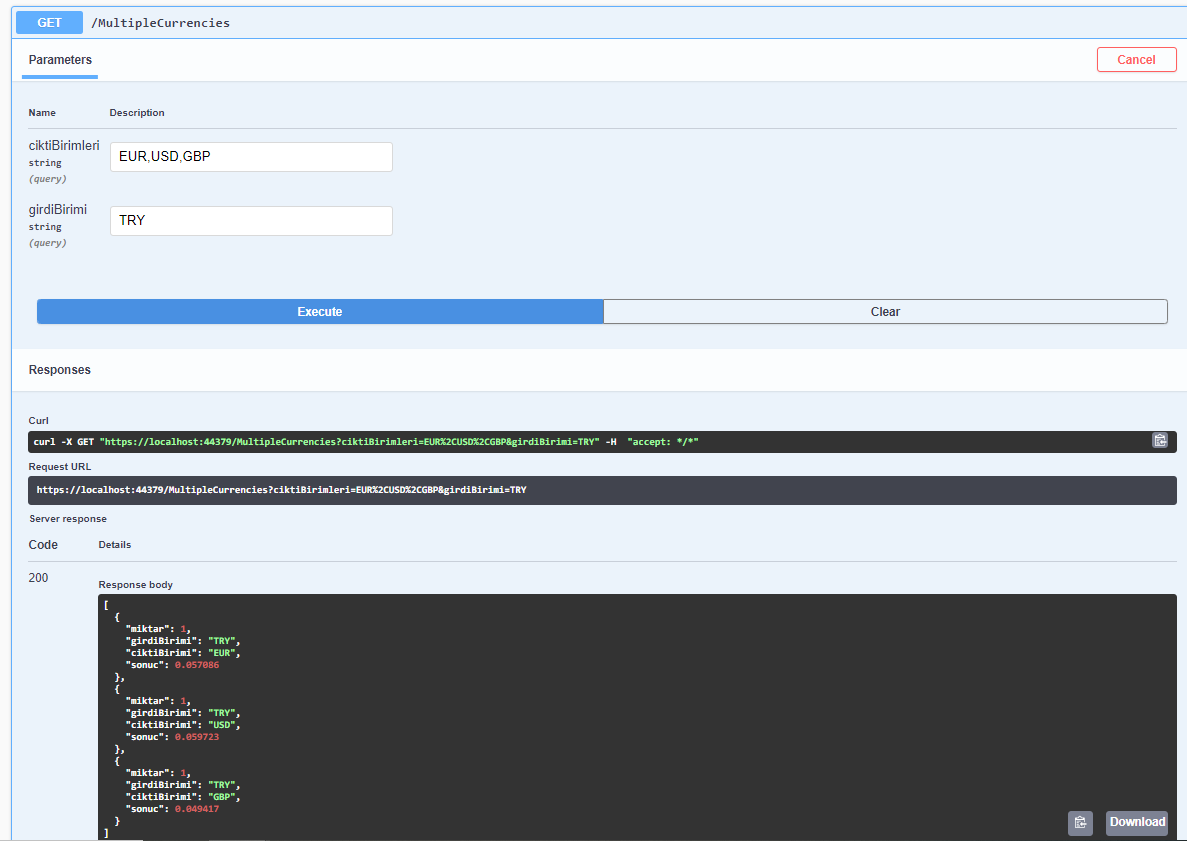 GET /MultipleCurrencies
Parameters
Cancel
Name Description
ciktiBirimleri
string
(query)
EUR,USD,GBP
girdiBirimi
string
(query)
TRY
Execute Clear
Responses
Curl
curl -X GET "https://localhost:44379/MultipleCurrencies?ciktiBirimleri=EUR%2CUSD%2CGBP&girdiBirimi=TRY" -H  "accept: */*"
Request URL
https://localhost:44379/MultipleCurrencies?ciktiBirimleri=EUR%2CUSD%2CGBP&girdiBirimi=TRY
Server response
Code Details
200
Response body
[
  {
    "miktar": 1,
    "girdiBirimi": "TRY",
    "ciktiBirimi": "EUR",
    "sonuc": 0.057086
  },
  {
    "miktar": 1,
    "girdiBirimi": "TRY",
    "ciktiBirimi": "USD",
    "sonuc": 0.059723
  },
  {
    "miktar": 1,
    "girdiBirimi": "TRY",
    "ciktiBirimi": "GBP",
    "sonuc": 0.049417
  }
]
Download